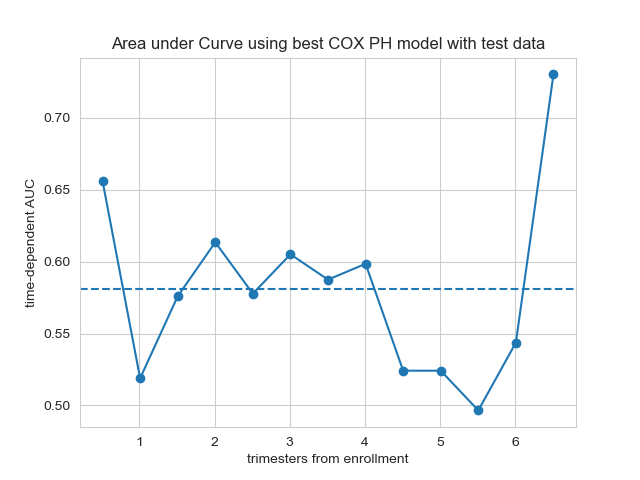 Area under Curve using best COX PH model with test data
time-dependent AUC
0.70
0.65
0.60
0.55
0.50
1 2 3 4 5 6
trimesters from enrollment